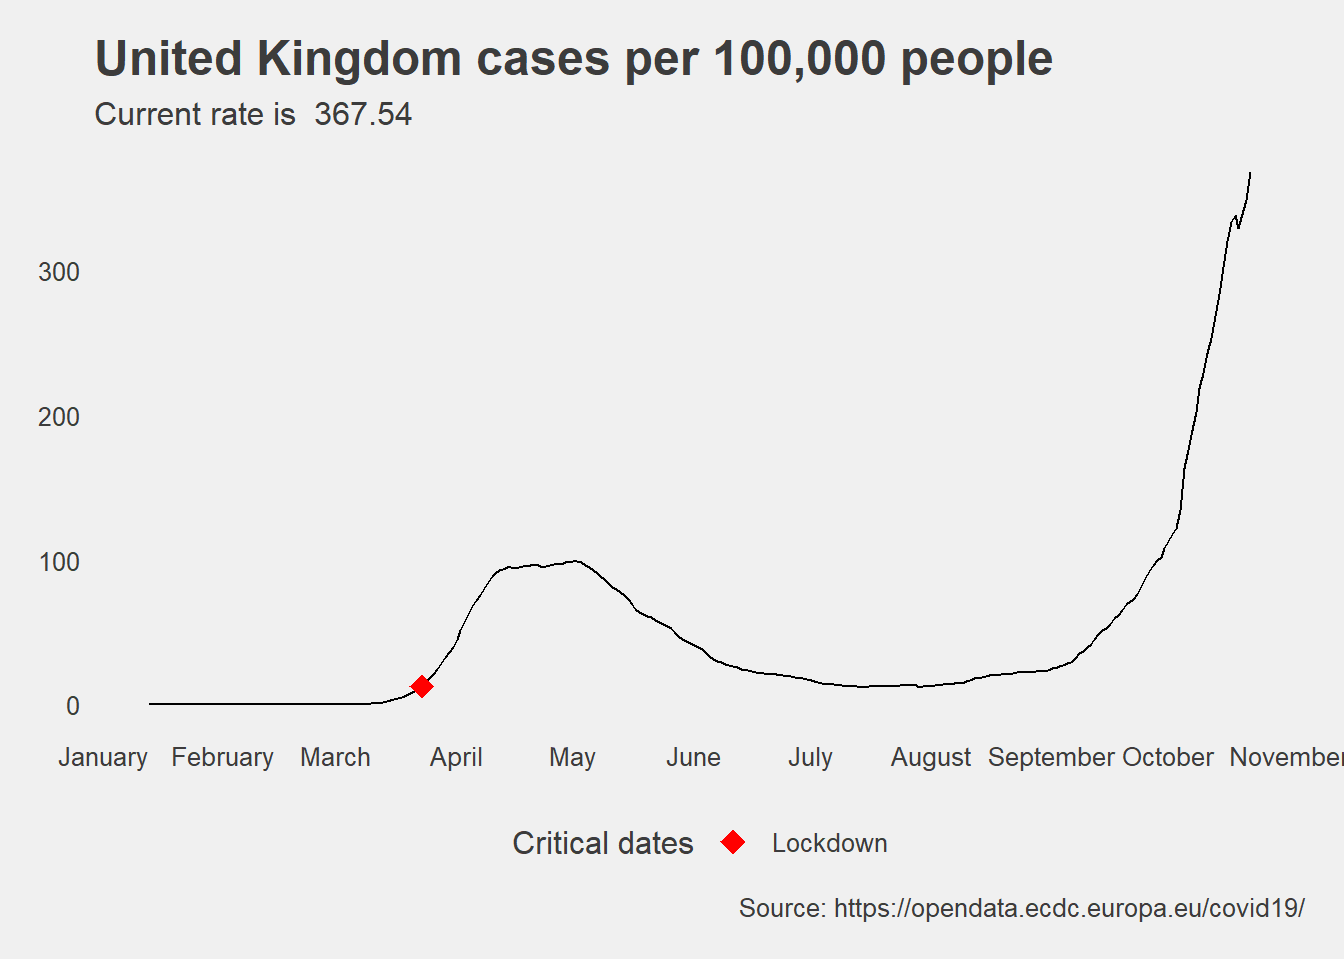 United Kingdom cases per 100,000 people
Current rate is  367.54
300
200
100
0
January February March April May June July August September October November
Critical dates Lockdown
Source: https://opendata.ecdc.europa.eu/covid19/